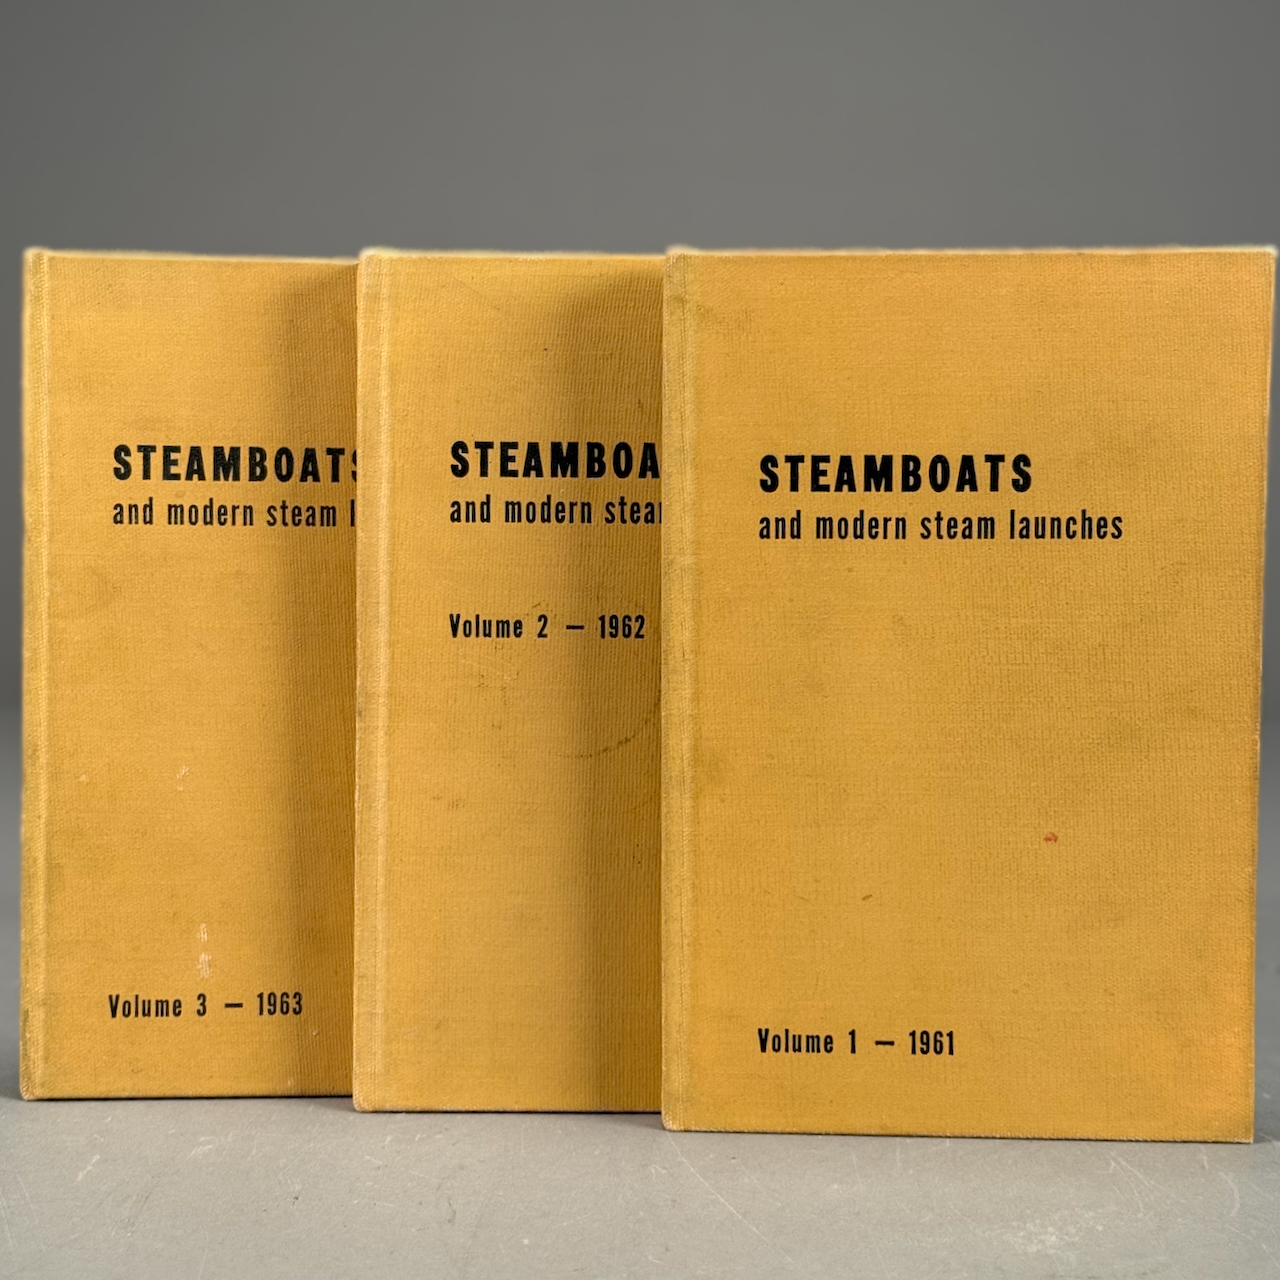 STEAMBOATS
and modern steam
Volume 3 – 1963
STEAMBOA
and modern stea
Volume 2 – 1962
STEAMBOATS
and modern steam launches
Volume 1 – 1961